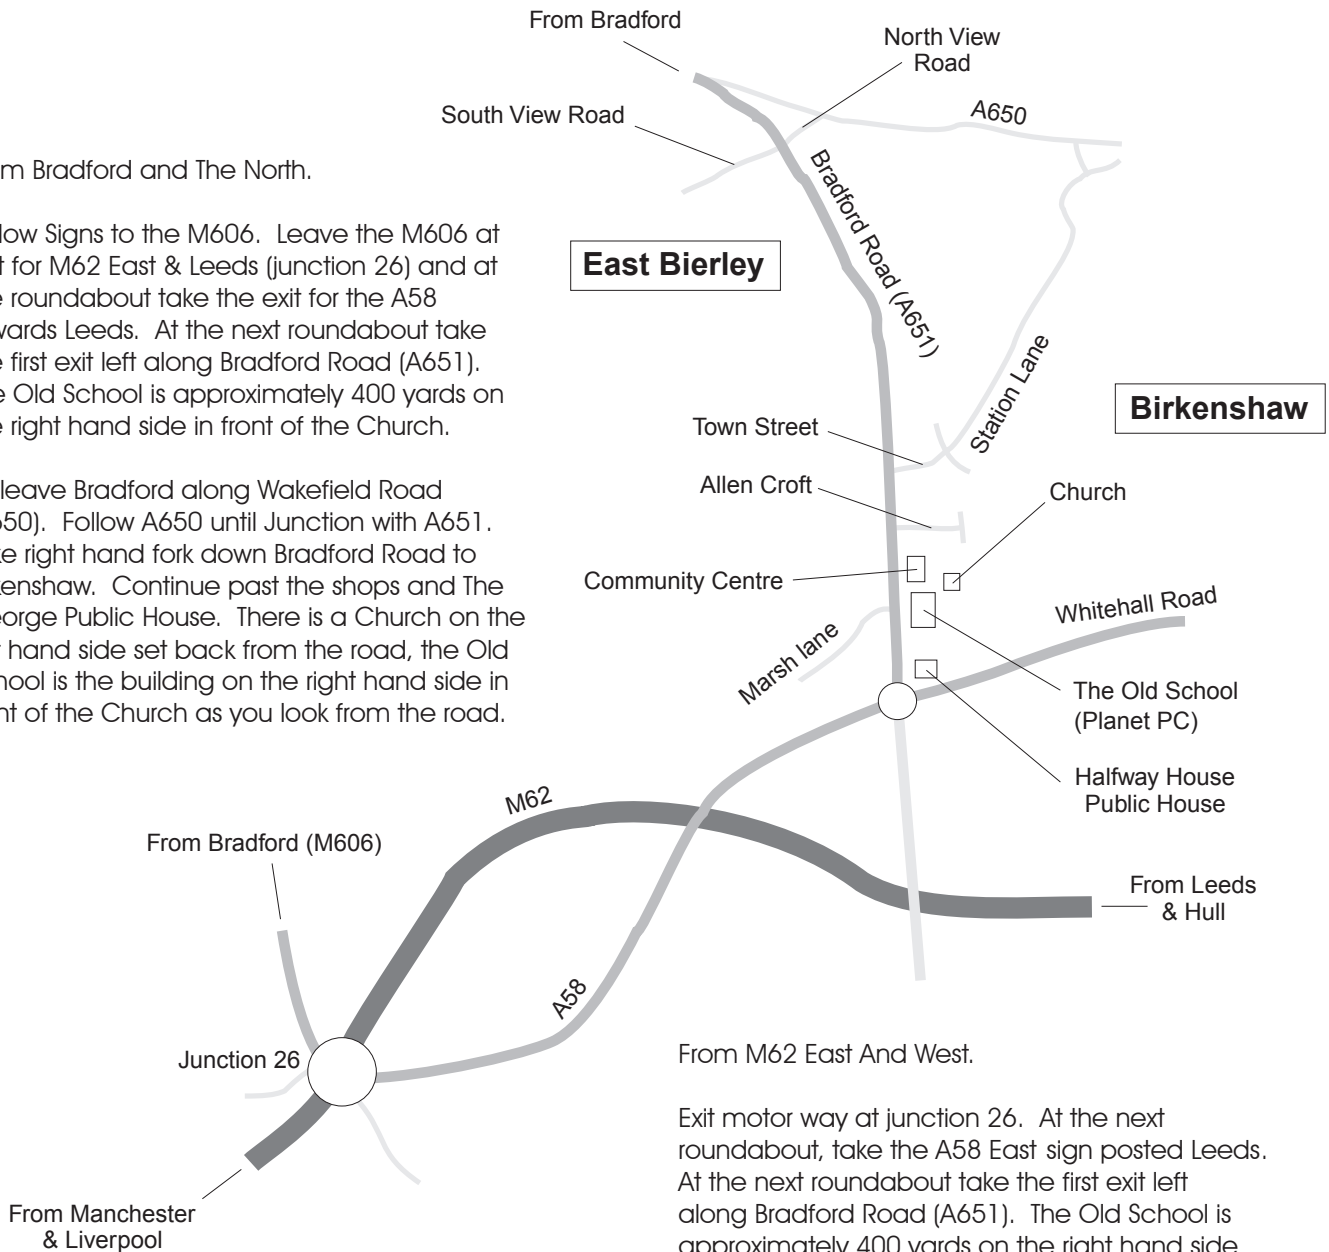 From Bradford
North View
Road
South View Road
A650
Bradford Road (A651)
East Bierley
Birkenshaw
Station Lane
Town Street
Allen Croft
Church
Community Centre
Whitehall Road
Marsh lane
The Old School
(Planet PC)
Halfway House
Public House
M62
From Bradford (M606)
From Leeds
& Hull
A58
Junction 26
From Manchester
& Liverpool
m Bradford and The North.
low Signs to the M606. Leave the M606 at
t for M62 East & Leeds (junction 26) and at
e roundabout take the exit for the A58
wards Leeds. At the next roundabout take
e first exit left along Bradford Road (A651).
e Old School is approximately 400 yards on
e right hand side in front of the Church.
leave Bradford along Wakefield Road
650). Follow A650 until Junction with A651.
ke right hand fork down Bradford Road to
kenshaw. Continue past the shops and The
eorge Public House. There is a Church on the
t hand side set back from the road, the Old
hool is the building on the right hand side in
nt of the Church as you look from the road.
From M62 East And West.
Exit motor way at junction 26. At the next
roundabout, take the A58 East sign posted Leeds.
At the next roundabout take the first exit left
along Bradford Road (A651). The Old School is
approximately 400 yards on the right hand side